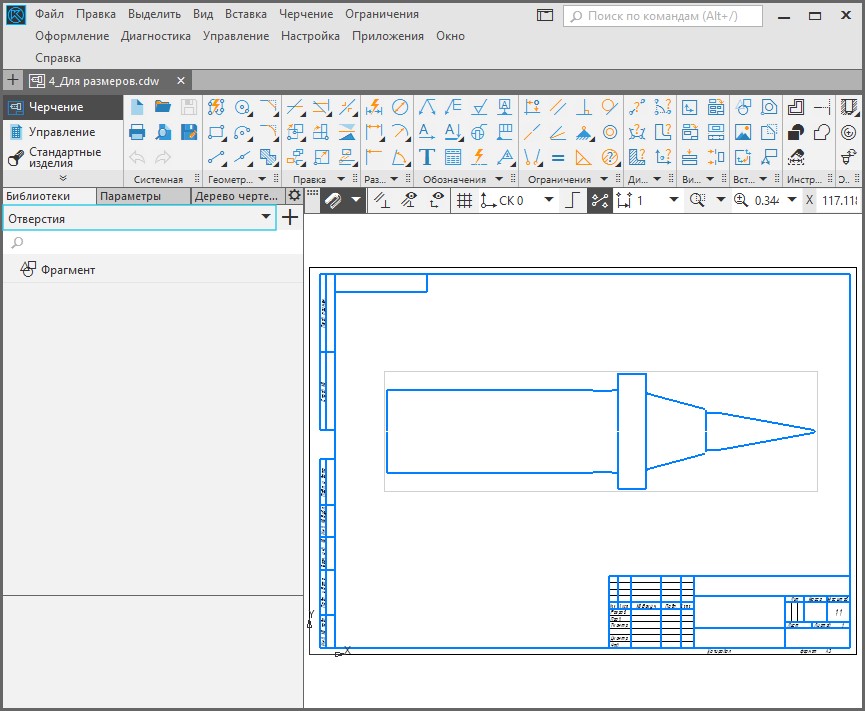 Файл Правка Выделить Вид Вставка Черчение Ограничения
Поиск по командам (Alt+/)
Оформление Диагностика Управление Настройка Приложения Окно
Справка
4_Для размеров.cdw
Черчение
Управление
Стандартные
изделия
Системная Геометр... Правка Раз... Обозначения Ограничения Ди... Ви... Вст... Инстр... Э..
Библиотеки Параметры Дерево черте...
СК 0 1 0.344 X 117.118
Отверстия
Фрагмент
Y
X